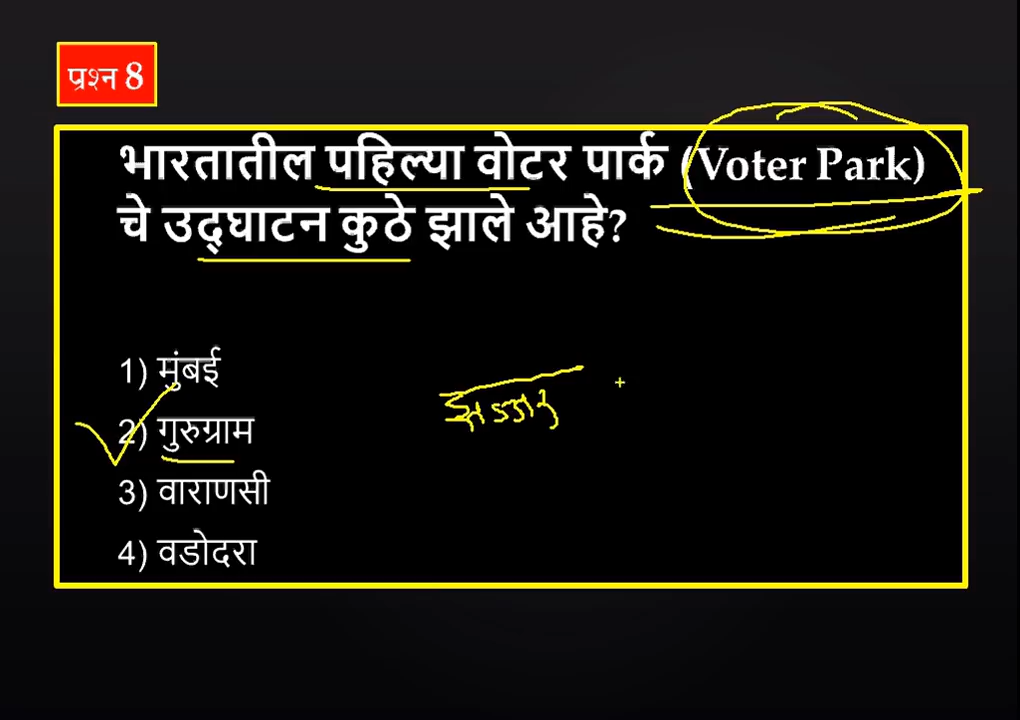 प्रश्न 8
भारतातील पहिल्या वोटर पार्क (Voter Park)
चे उद्घाटन कुठे झाले आहे?
1) मुंबई
2) गुरुग्राम
3) वाराणसी
4) वडोदरा